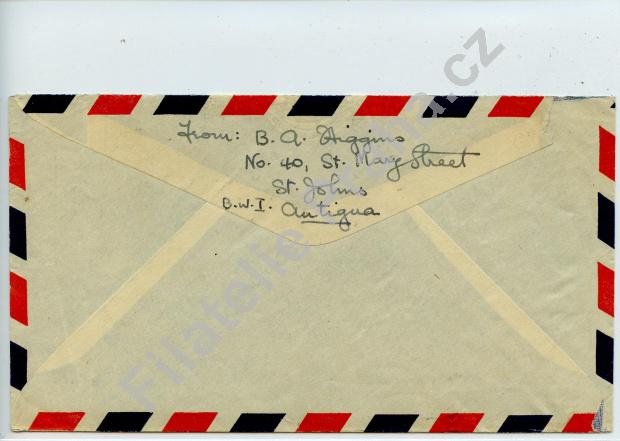 From: B. A. Higgins
No. 40, St. Mary Street
St. Johns
B.W.I. Antigua